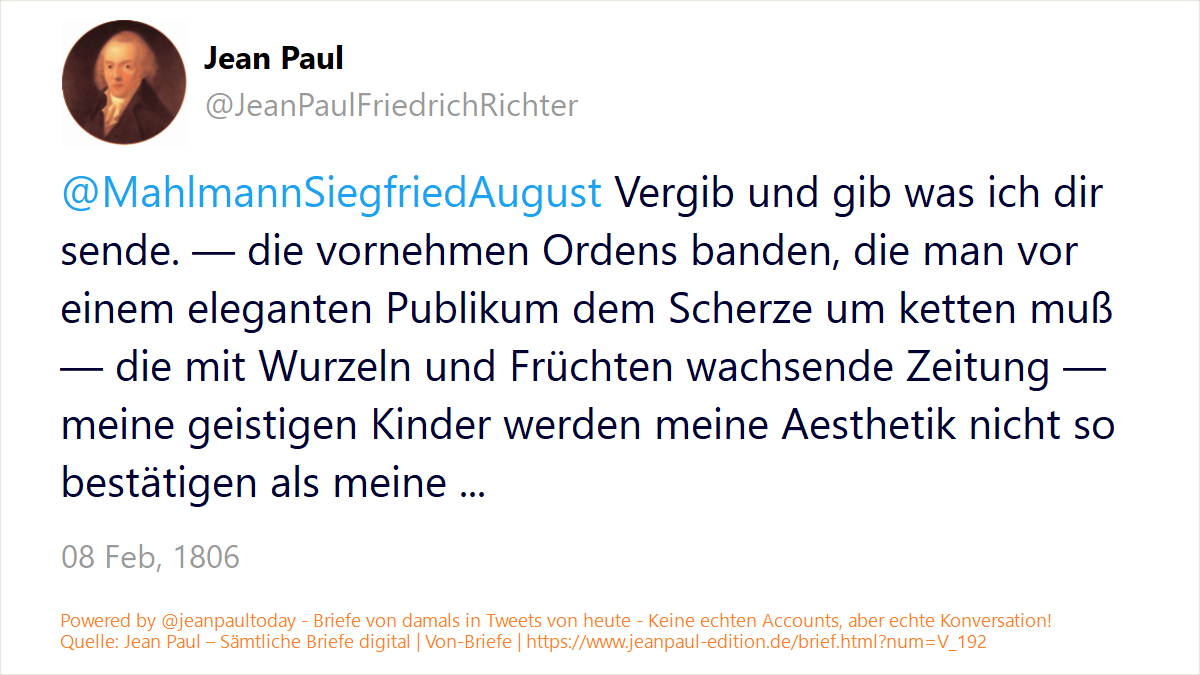 Jean Paul
@JeanPaulFriedrichRichter
@MahlmannSiegfriedAugust Vergib und gib was ich dir
sende. — die vornehmen Ordens banden, die man vor
einem eleganten Publikum dem Scherze um ketten muß
— die mit Wurzeln und Früchten wachsende Zeitung —
meine geistigen Kinder werden meine Aesthetik nicht so
bestätigen als meine ...
08 Feb, 1806
Powered by @jeanpaultoday - Briefe von damals in Tweets von heute - Keine echten Accounts, aber echte Konversation!
Quelle: Jean Paul – Sämtliche Briefe digital | Von-Briefe | https://www.jeanpaul-edition.de/brief.html?num=V_192